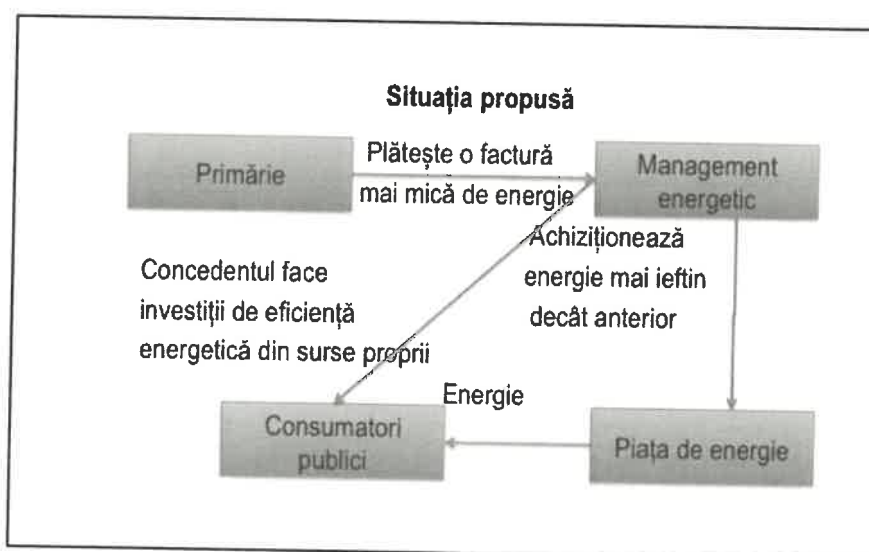 Situația propusă
Primărie
Plătește o factură
mai mică de energie
Management
energetic
Achiziționează
energie mai ieftin
decât anterior
Concedentul face
investiții de eficiență
energetică din surse proprii
Energie
Consumatori
publici
Piața de energie